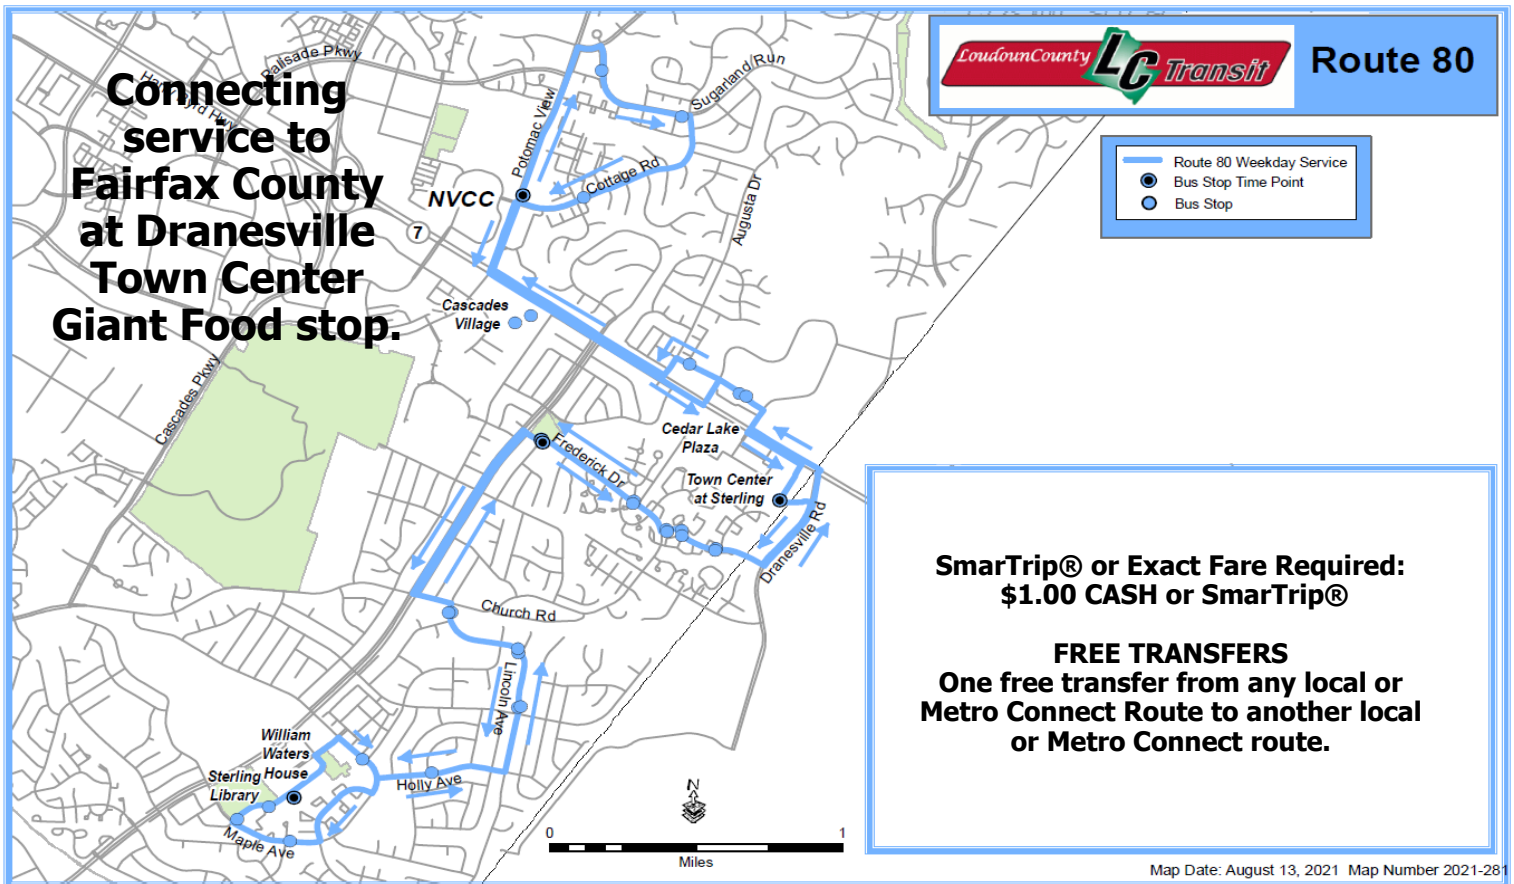 Connecting
service to
Fairfax County
at Dranesville
Town Center
Giant Food stop.
LoudounCounty LC Transit
Route 80
Route 80 Weekday Service
Bus Stop Time Point
Bus Stop
Palisade Pkwy
Potomac View
Sugarland Run
Cottage Rd
Augusta Dr
NVCC
7
Cascades
Village
Cascades Pkwy
Cedar Lake
Plaza
Frederick Dr
Town Center
at Sterling
Dranesville Rd
Church Rd
Lincoln Ave
William
Waters
House
Sterling
Library
Holly Ave
Maple Ave
N
0 1
Miles
SmarTrip® or Exact Fare Required:
$1.00 CASH or SmarTrip®
FREE TRANSFERS
One free transfer from any local or
Metro Connect Route to another local
or Metro Connect route.
Map Date: August 13, 2021 Map Number 2021-281